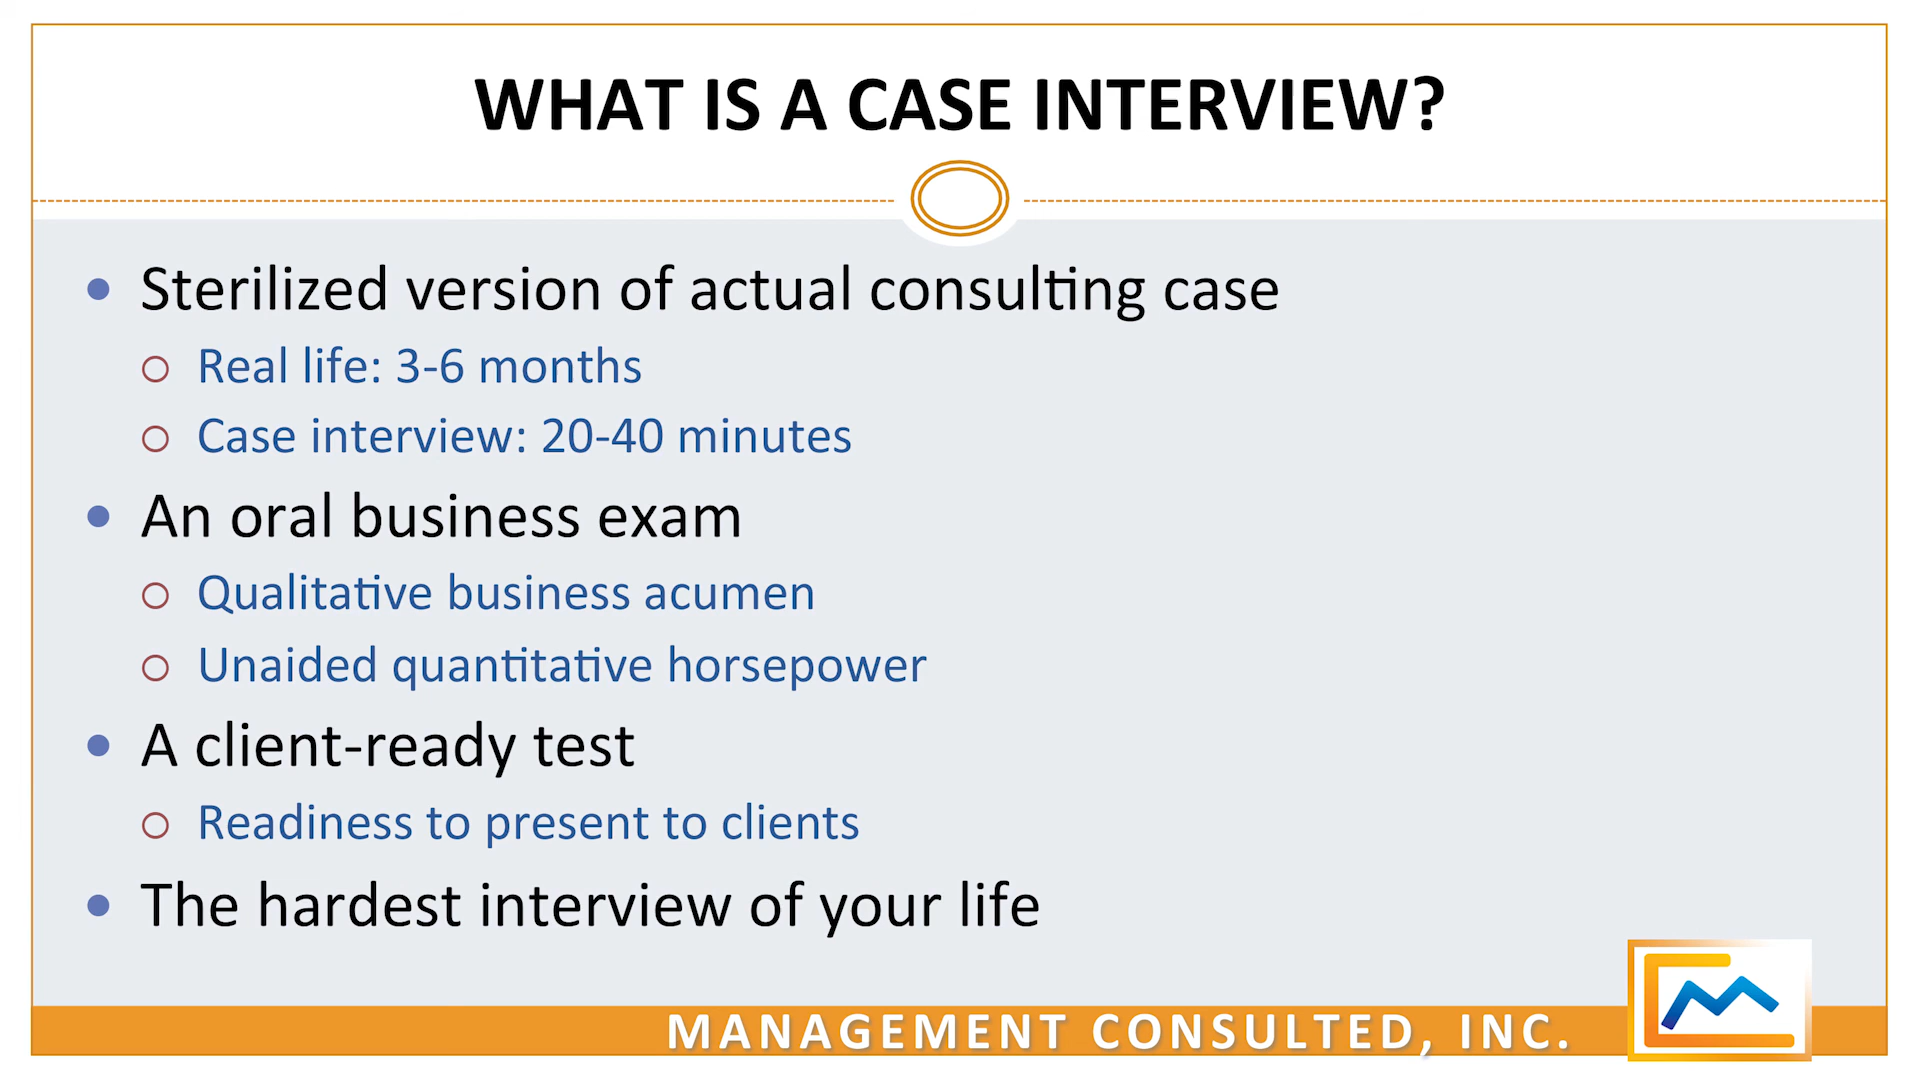 WHAT IS A CASE INTERVIEW?
Sterilized version of actual consulting case
Real life: 3-6 months
Case interview: 20-40 minutes
An oral business exam
Qualitative business acumen
Unaided quantitative horsepower
A client-ready test
Readiness to present to clients
The hardest interview of your life
MANAGEMENT CONSULTED, INC.